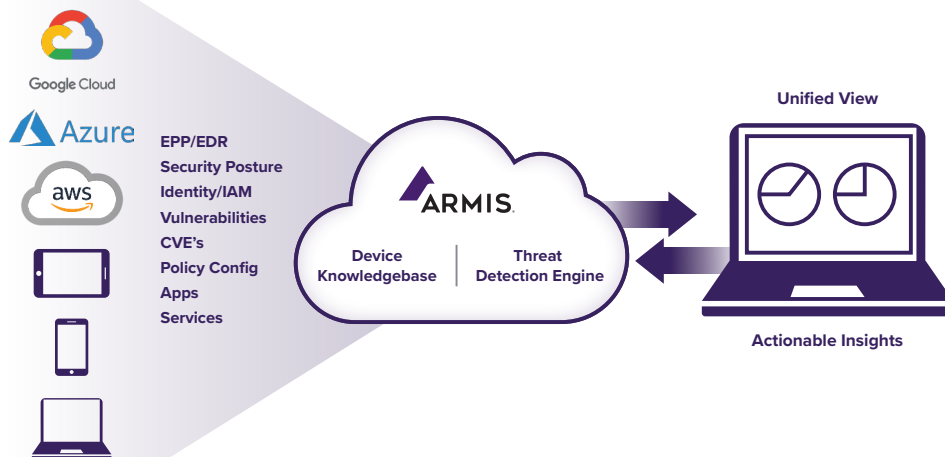 Google Cloud
Azure
aws
EPP/EDR
Security Posture
Identity/IAM
Vulnerabilities
CVE's
Policy Config
Apps
Services
ARMIS.
Device
Knowledgebase
Threat
Detection Engine
Unified View
Actionable Insights